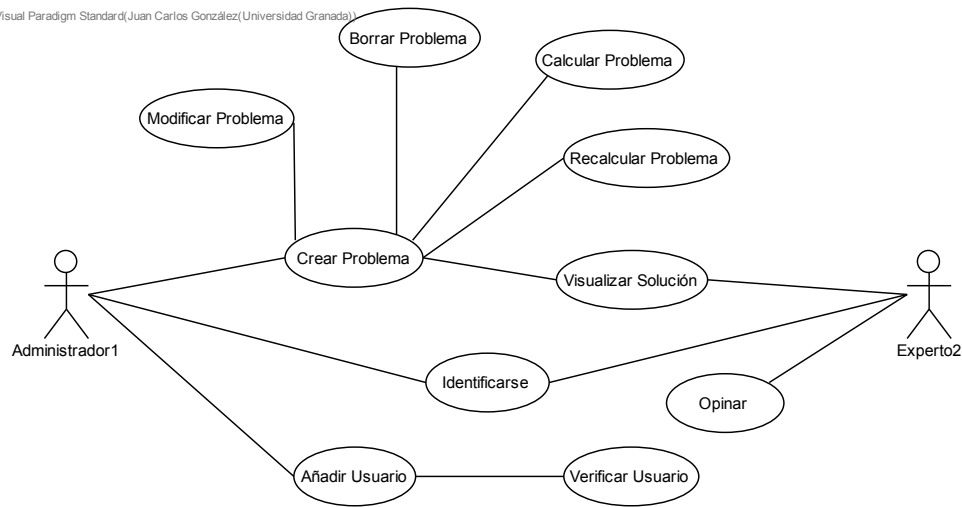 Visual Paradigm Standard(Juan Carlos González(Universidad Granada))
Borrar Problema
Calcular Problema
Modificar Problema
Recalcular Problema
Crear Problema
Visualizar Solución
Administrador1
Experto2
Identificarse
Opinar
Añadir Usuario
Verificar Usuario